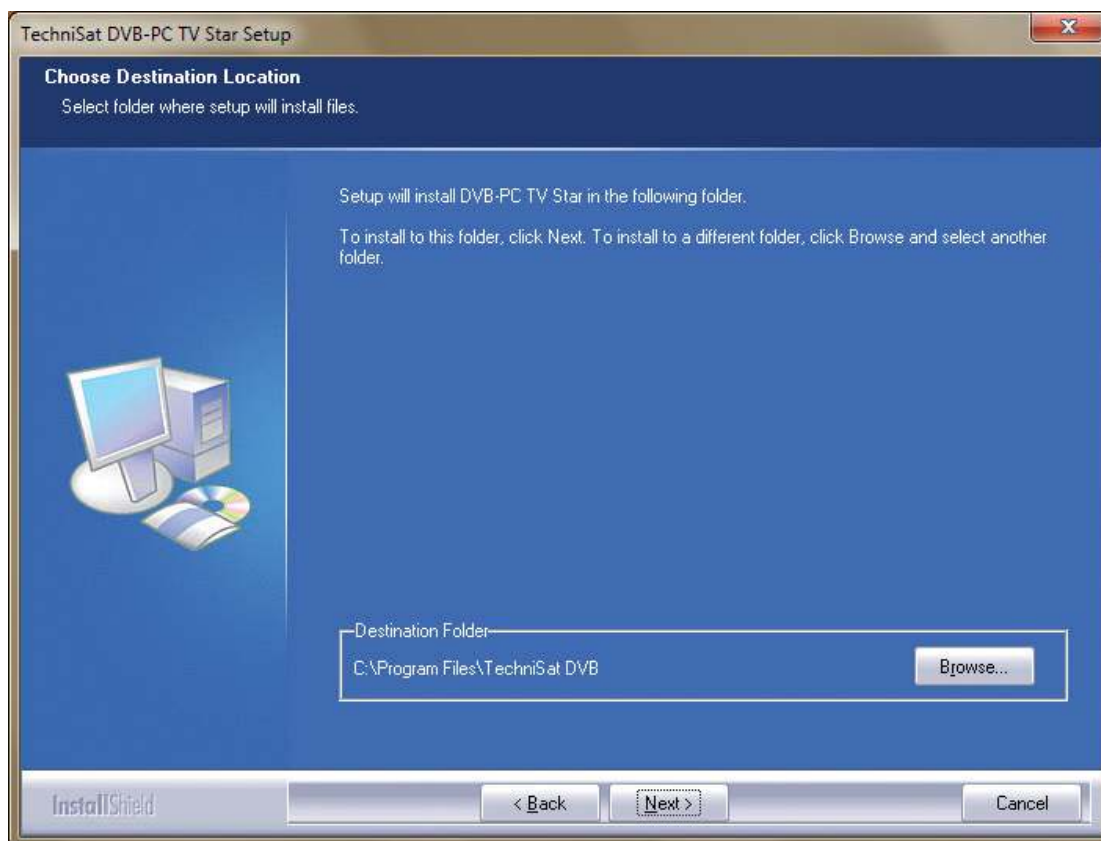 TechniSat DVB-PC TV Star Setup
Choose Destination Location
Select folder where setup will install files.
Setup will install DVB-PC TV Star in the following folder.
To install to this folder, click Next. To install to a different folder, click Browse and select another
folder.
Destination Folder
C:\Program Files\TechniSat DVB
Browse...
InstallShield
< Back
Next >
Cancel